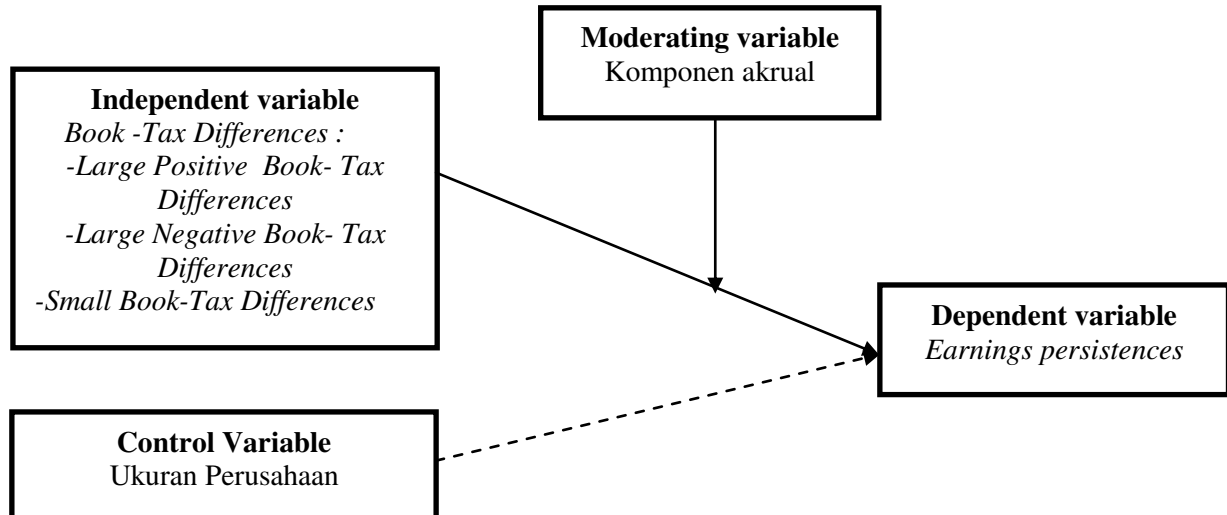 Moderating variable
Komponen akrual
Independent variable
Book -Tax Differences :
-Large Positive Book- Tax
Differences
-Large Negative Book- Tax
Differences
-Small Book-Tax Differences
Dependent variable
Earnings persistences
Control Variable
Ukuran Perusahaan